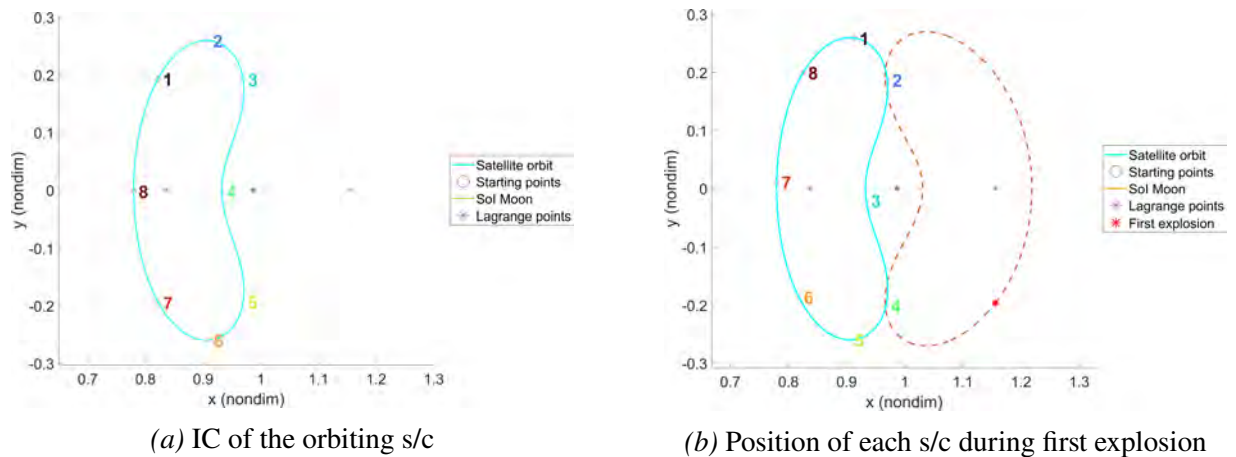 0.3
0.2
0.1
0
-0.1
-0.2
-0.3
y (nondim)
0.7 0.8 0.9 1 1.1 1.2 1.3
x (nondim)
1
2
3
4
5
6
7
8
Satellite orbit
Starting points
Sol Moon
Lagrange points
(a) IC of the orbiting s/c
0.3
0.2
0.1
0
-0.1
-0.2
-0.3
y (nondim)
0.7 0.8 0.9 1 1.1 1.2 1.3
x (nondim)
1
2
3
4
5
6
7
8
Satellite orbit
Starting points
Sol Moon
Lagrange points
First explosion
(b) Position of each s/c during first explosion